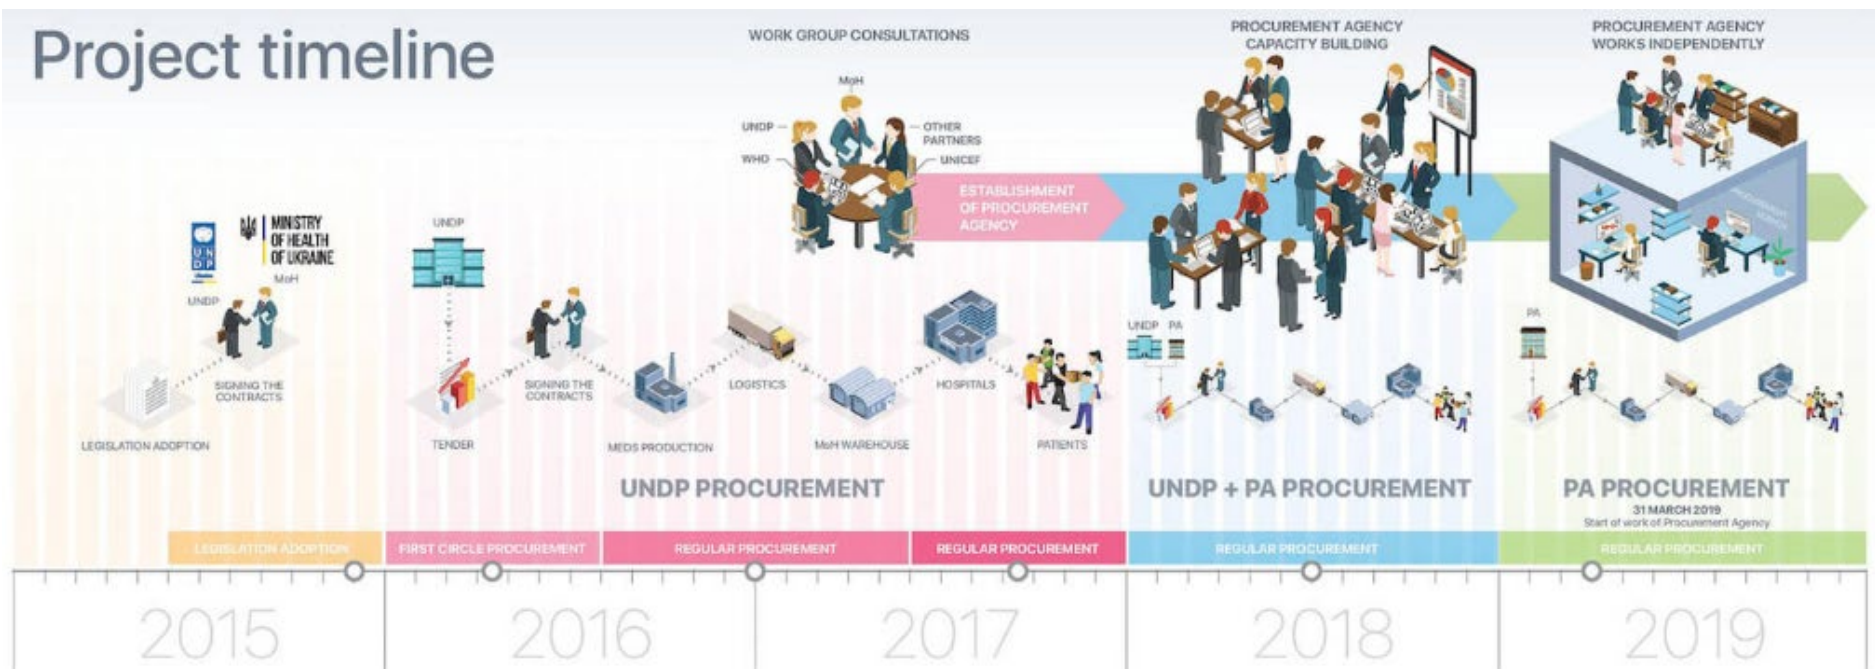 Project timeline
WORK GROUP CONSULTATIONS
MoH
UNDP
WHO
OTHER
PARTNERS
UNICEF
ESTABLISHMENT
OF PROCUREMENT
AGENCY
PROCUREMENT AGENCY
CAPACITY BUILDING
PROCUREMENT AGENCY
WORKS INDEPENDENTLY
UNDP
MINISTRY
OF HEALTH
OF UKRAINE
UNDP
MoH
LEGISLATION ADOPTION
SIGNING THE
CONTRACTS
UNDP
TENDER
SIGNING THE
CONTRACTS
MEDS PRODUCTION
LOGISTICS
MoH WAREHOUSE
HOSPITALS
PATIENTS
UNDP PA
PA
UNDP PROCUREMENT
UNDP + PA PROCUREMENT
PA PROCUREMENT
31 MARCH 2019
Start of work of Procurement Agency
LEGISLATION ADOPTION
FIRST CIRCLE PROCUREMENT
REGULAR PROCUREMENT
REGULAR PROCUREMENT
REGULAR PROCUREMENT
REGULAR PROCUREMENT
2015
2016
2017
2018
2019